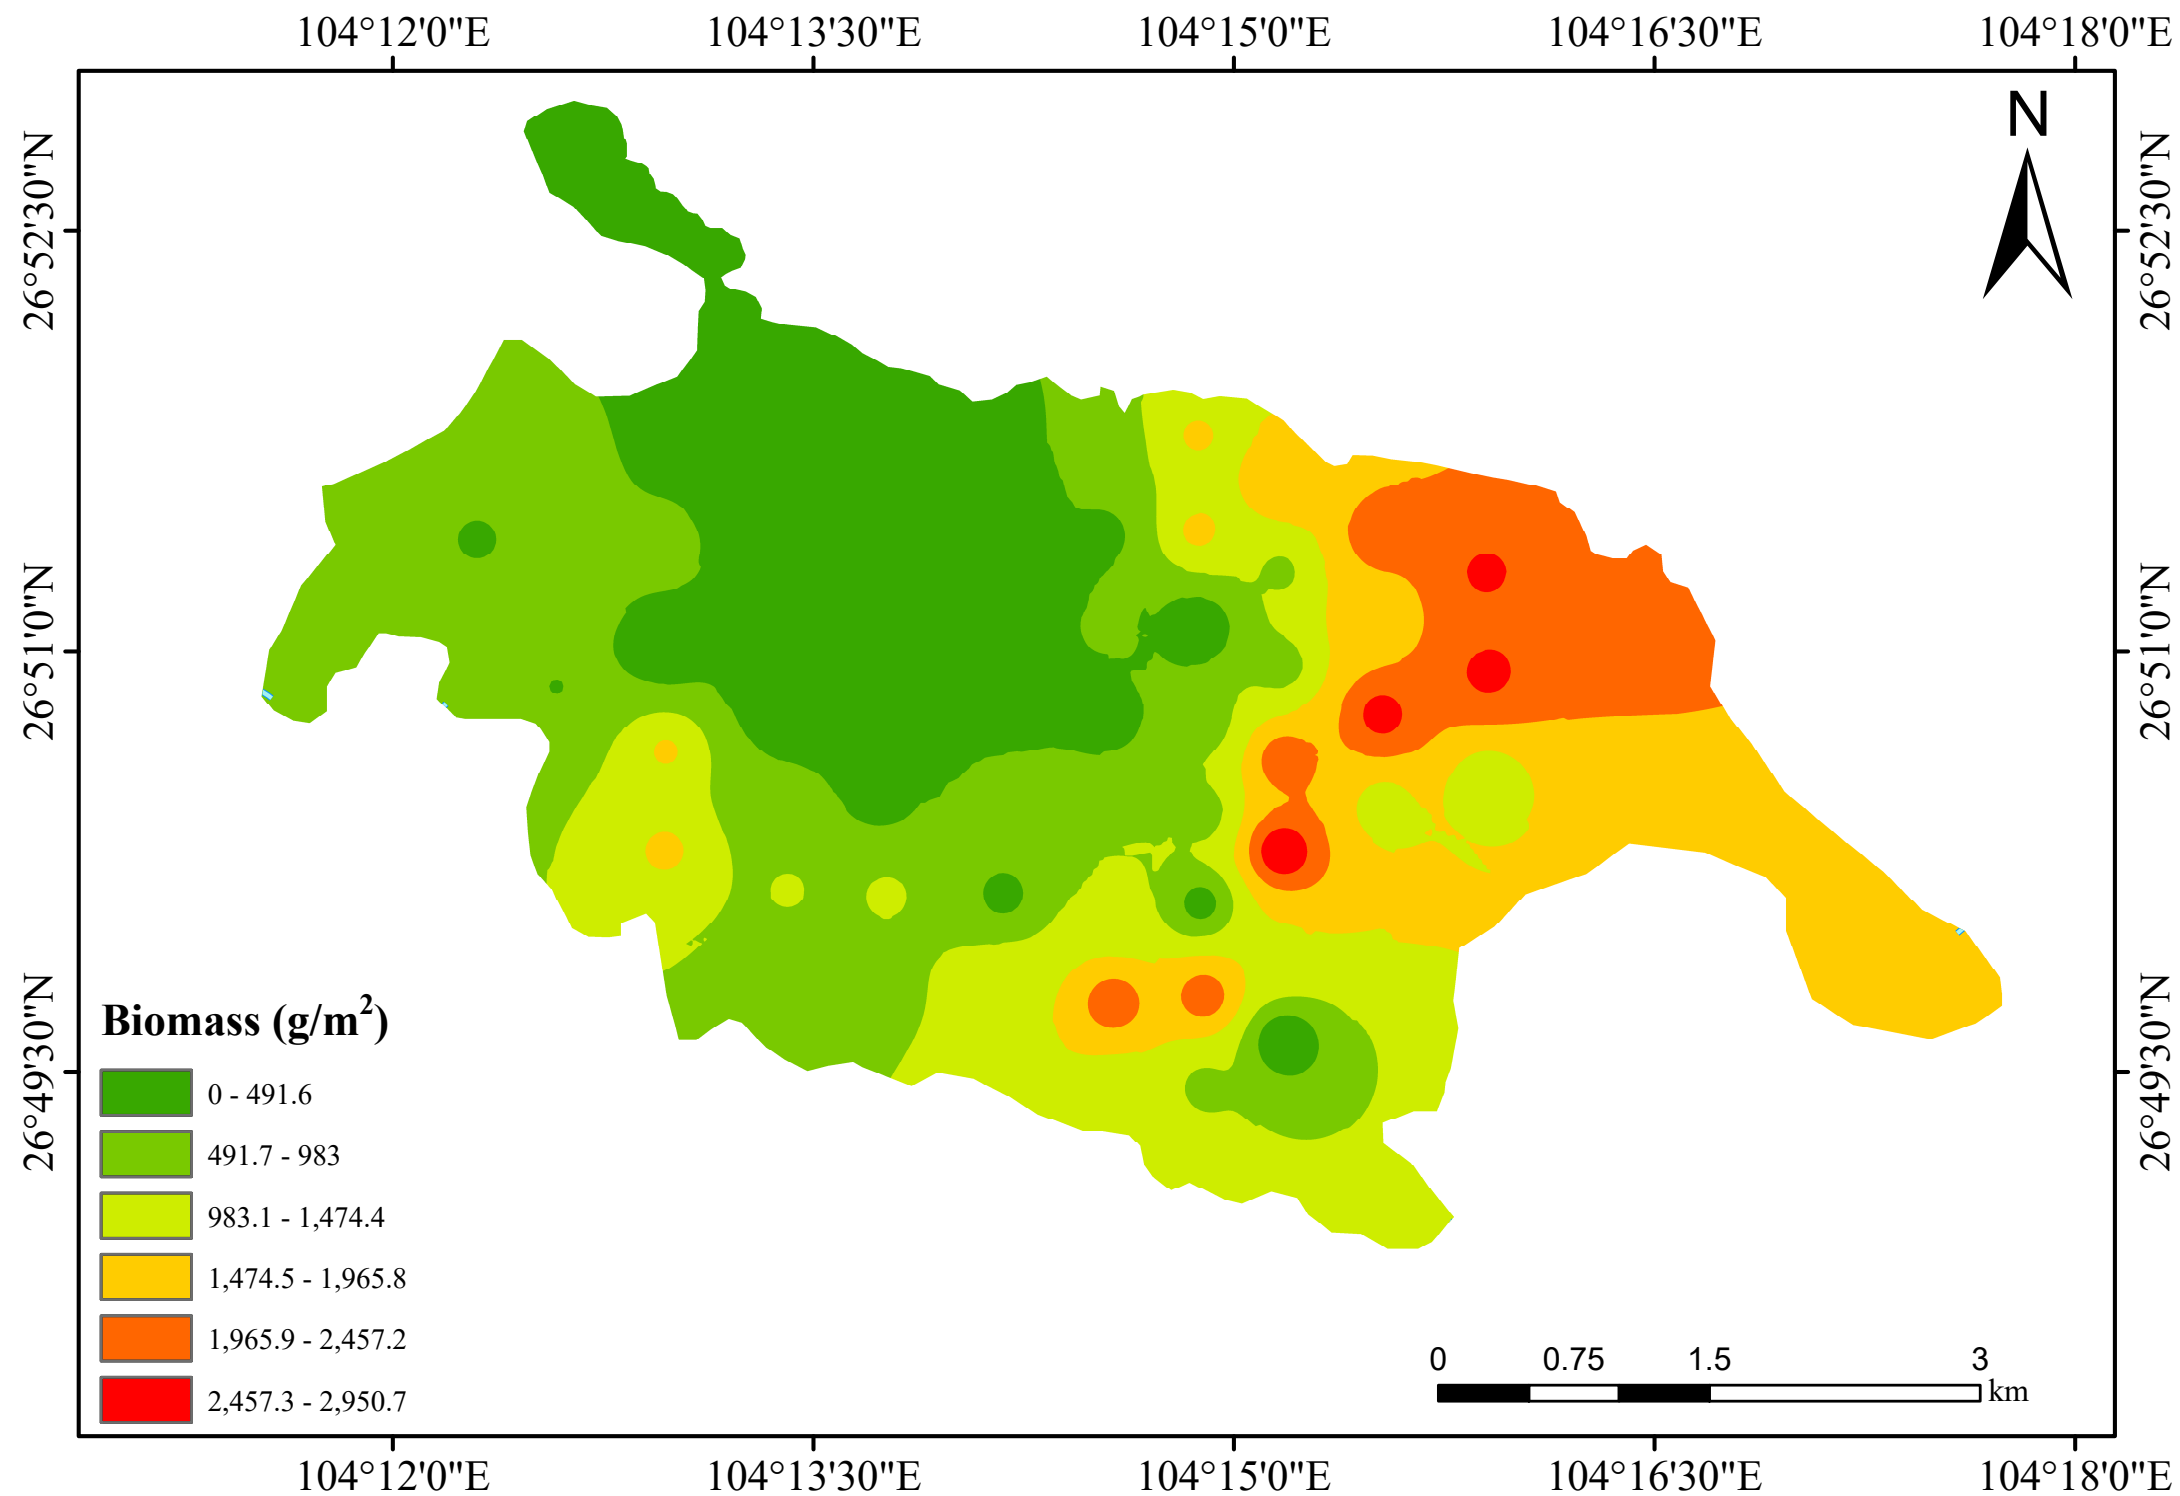 104°12'0"E 104°13'30"E 104°15'0"E 104°16'30"E 104°18'0"E
N
26°52'30"N 26°52'30"N
26°51'0"N 26°51'0"N
26°49'30"N 26°49'30"N
Biomass (g/m²)
0 - 491.6
491.7 - 983
983.1 - 1,474.4
1,474.5 - 1,965.8
1,965.9 - 2,457.2
2,457.3 - 2,950.7
0 0.75 1.5 3
km
104°12'0"E 104°13'30"E 104°15'0"E 104°16'30"E 104°18'0"E